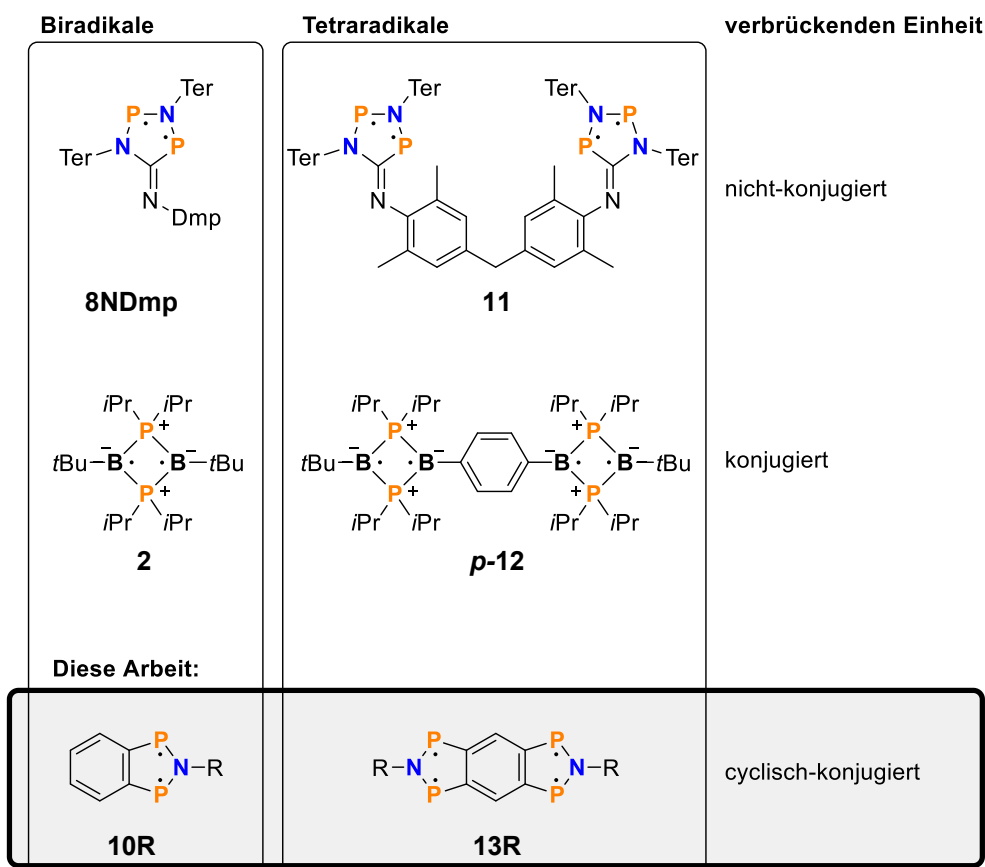 Biradikale Tetraradikale verbrückenden Einheit
Ter Ter Ter
P N P N N P
N P N P P N
Ter Ter Ter
nicht-konjugiert
N N N
Dmp
8NDmp 11
iPr iPr iPr iPr iPr iPr
P + P + P +
tBu B − B − tBu tBu B − B − − B B − tBu konjugiert
P + P + + P
iPr iPr iPr iPr iPr iPr
2 p-12
Diese Arbeit:
P P P
N R R N N R cyclisch-konjugiert
P P P
10R 13R